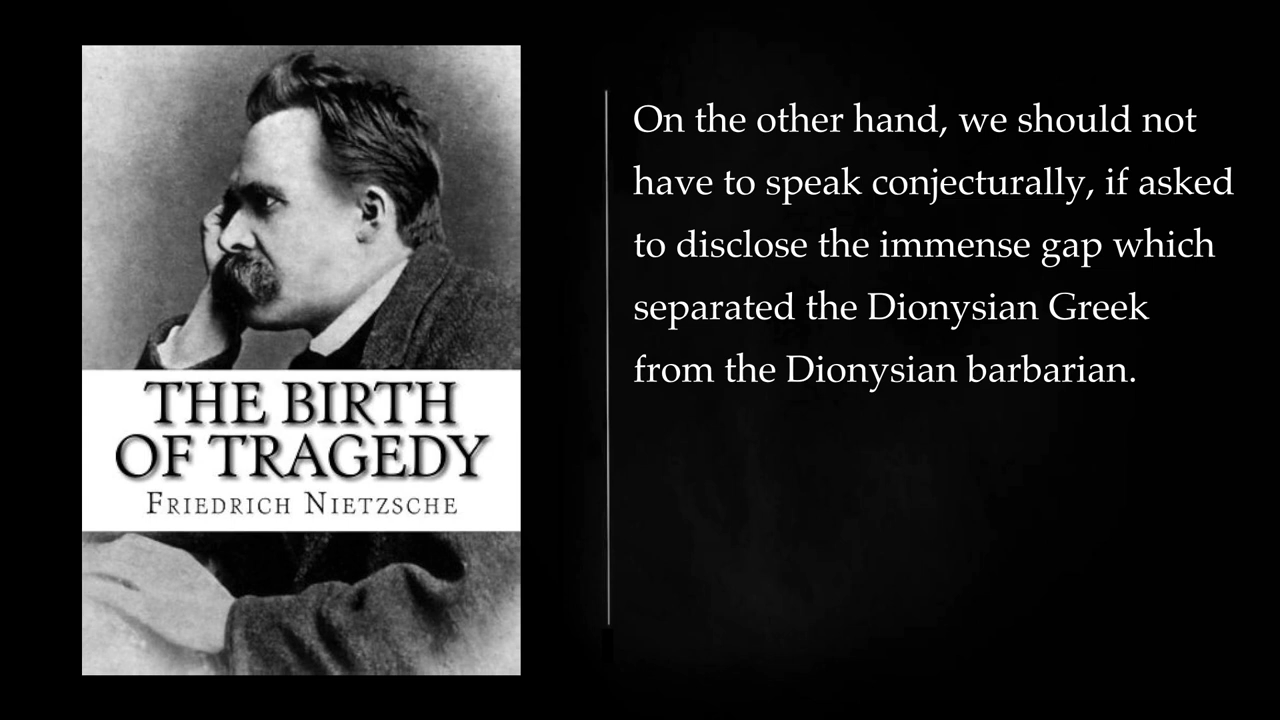 THE BIRTH
OF TRAGEDY
FRIEDRICH NIETZSCHE
On the other hand, we should not
have to speak conjecturally, if asked
to disclose the immense gap which
separated the Dionysian Greek
from the Dionysian barbarian.